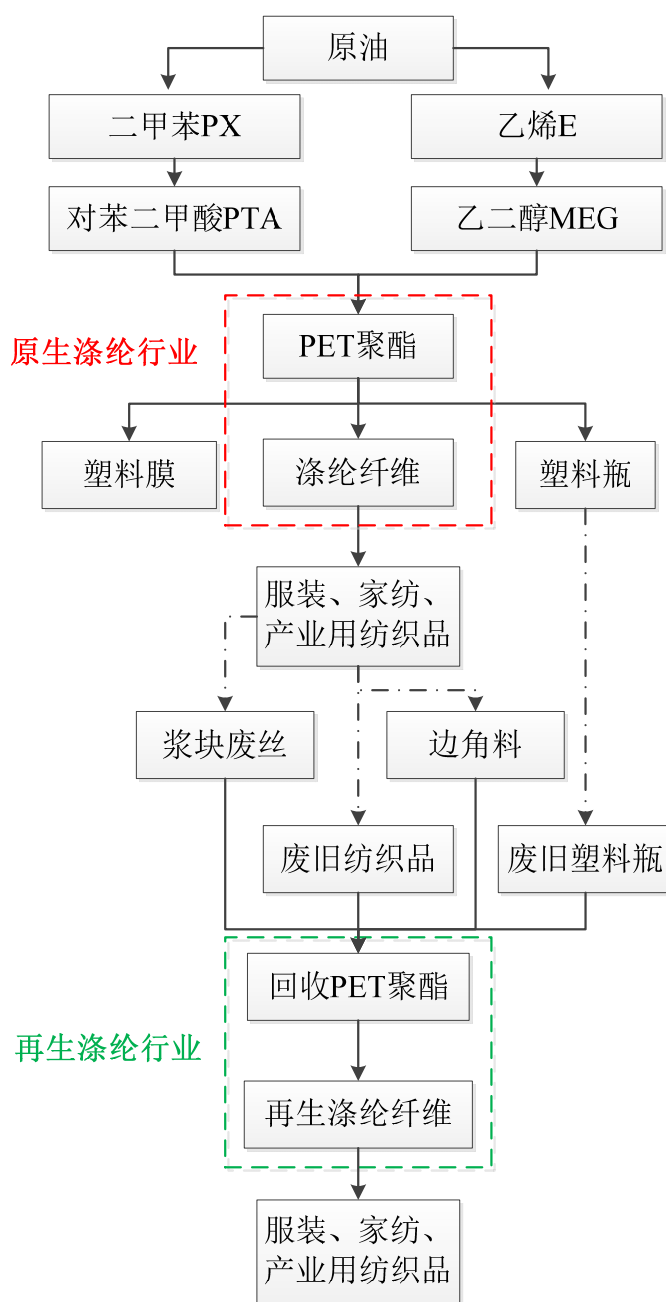 原油
二甲苯PX
乙烯E
对苯二甲酸PTA
乙二醇MEG
原生涤纶行业
PET聚酯
塑料膜
涤纶纤维
塑料瓶
服装、家纺、
产业用纺织品
浆块废丝
边角料
废旧纺织品
废旧塑料瓶
回收PET聚酯
再生涤纶行业
再生涤纶纤维
服装、家纺、
产业用纺织品